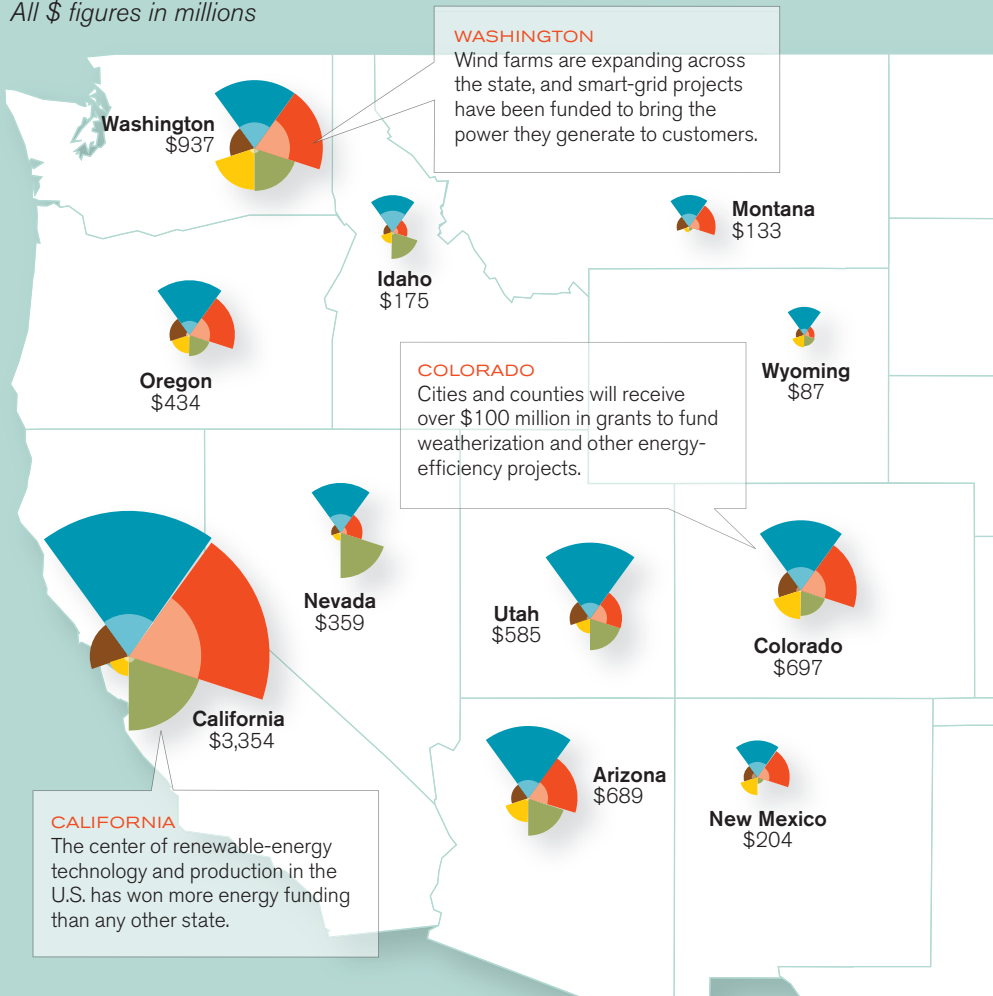 All $ figures in millions
WASHINGTON
Wind farms are expanding across
the state, and smart-grid projects
have been funded to bring the
power they generate to customers.
Washington
$937
Montana
$133
Idaho
$175
Oregon
$434
Wyoming
$87
COLORADO
Cities and counties will receive
over $100 million in grants to fund
weatherization and other energy-
efficiency projects.
Nevada
$359
Utah
$585
Colorado
$697
California
$3,354
Arizona
$689
New Mexico
$204
CALIFORNIA
The center of renewable-energy
technology and production in the
U.S. has won more energy funding
than any other state.